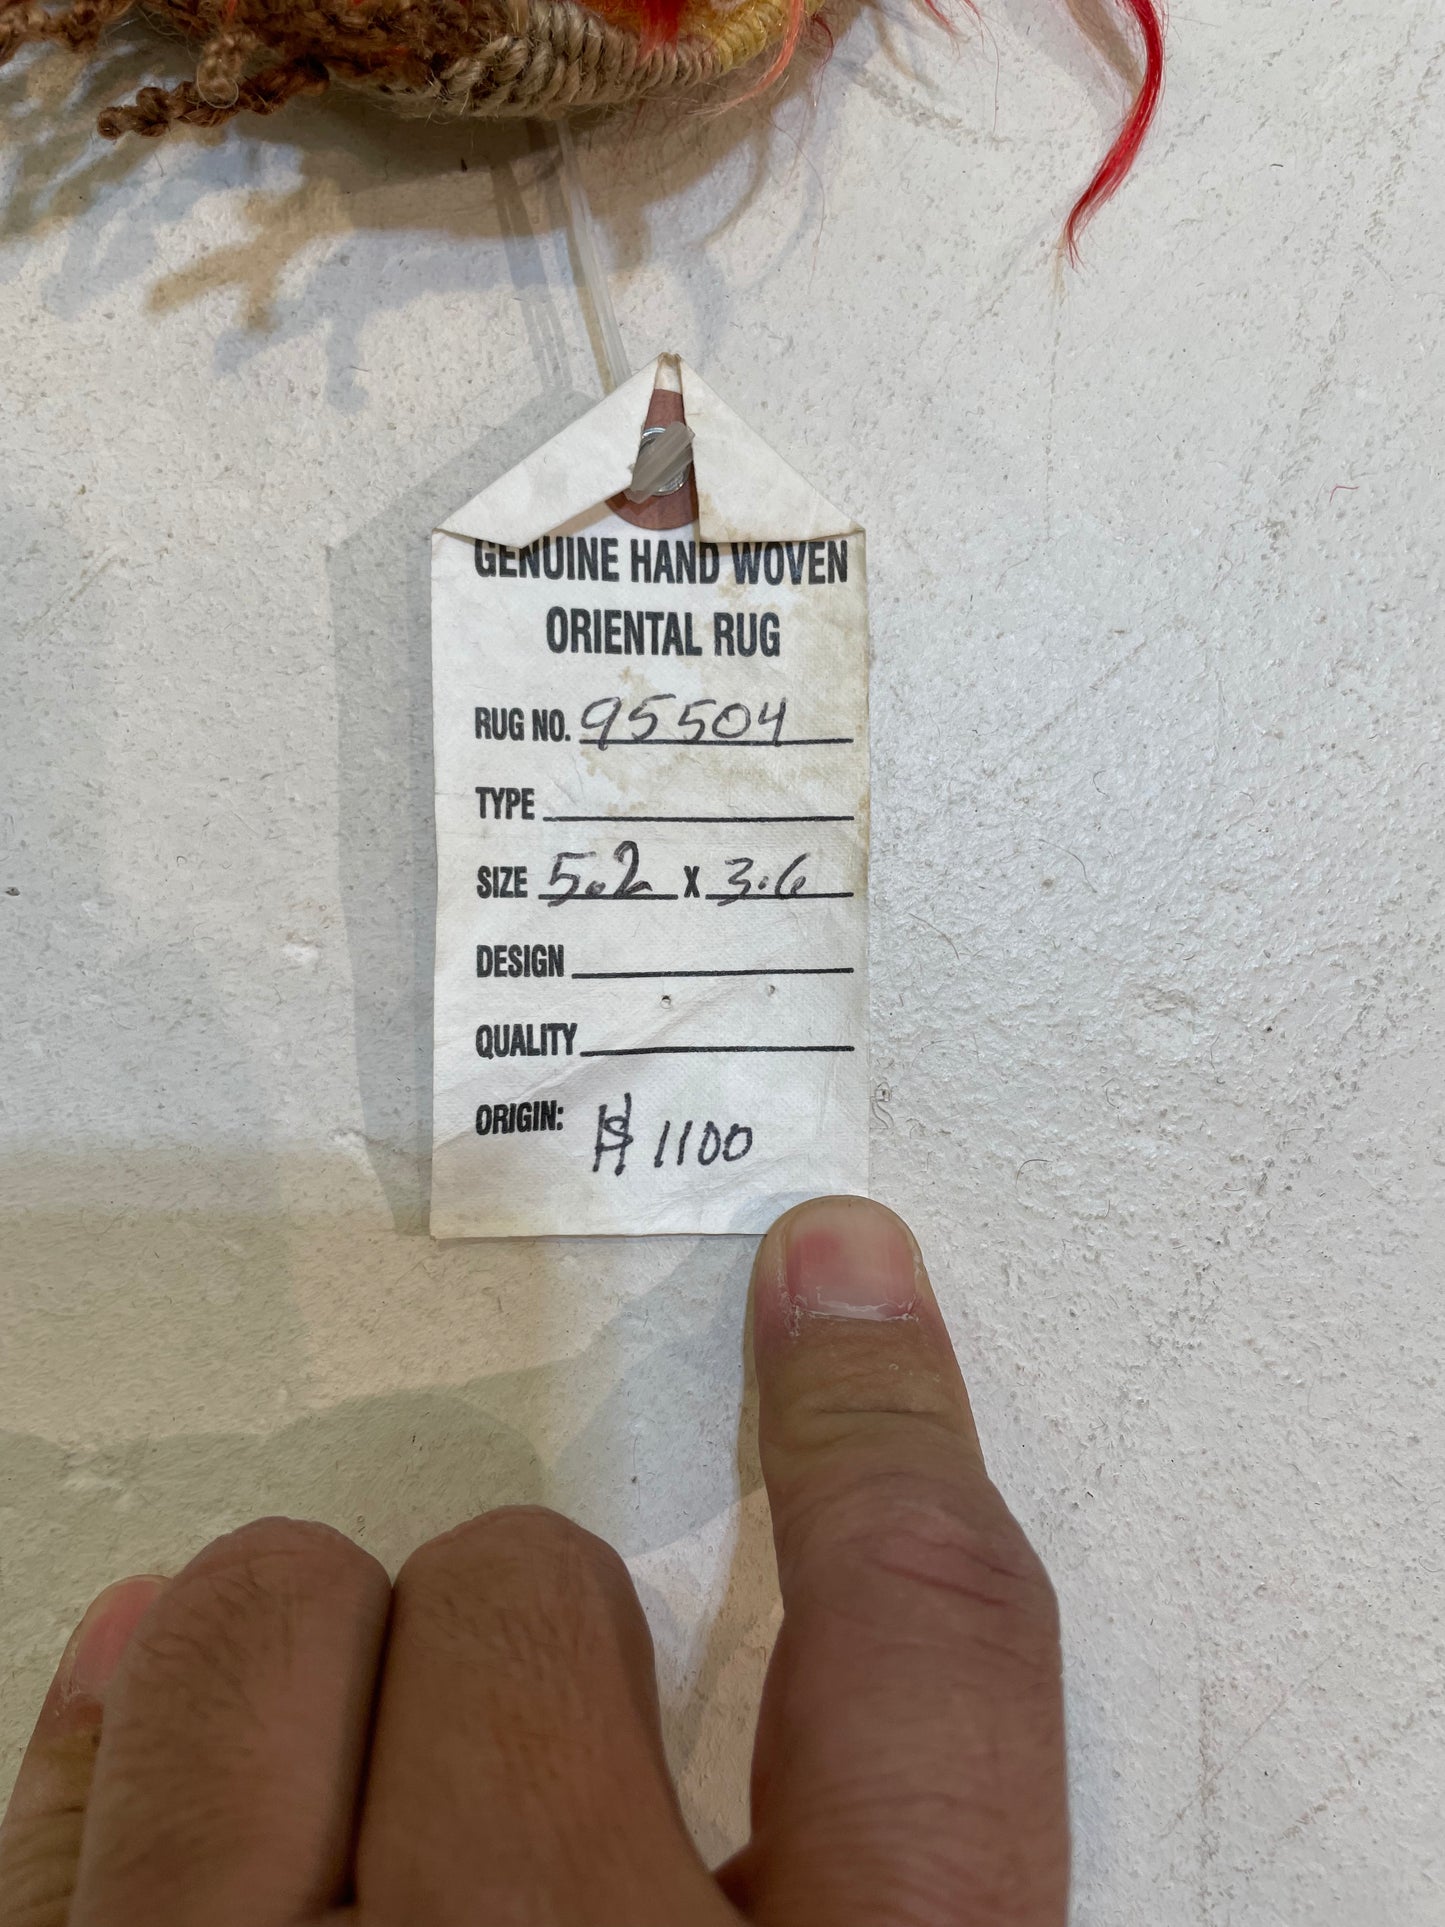 GENUINE HAND WOVEN
ORIENTAL RUG
RUG NO. 95504
TYPE
SIZE 5.2 X 3.6
DESIGN
QUALITY
ORIGIN:
$ 1100